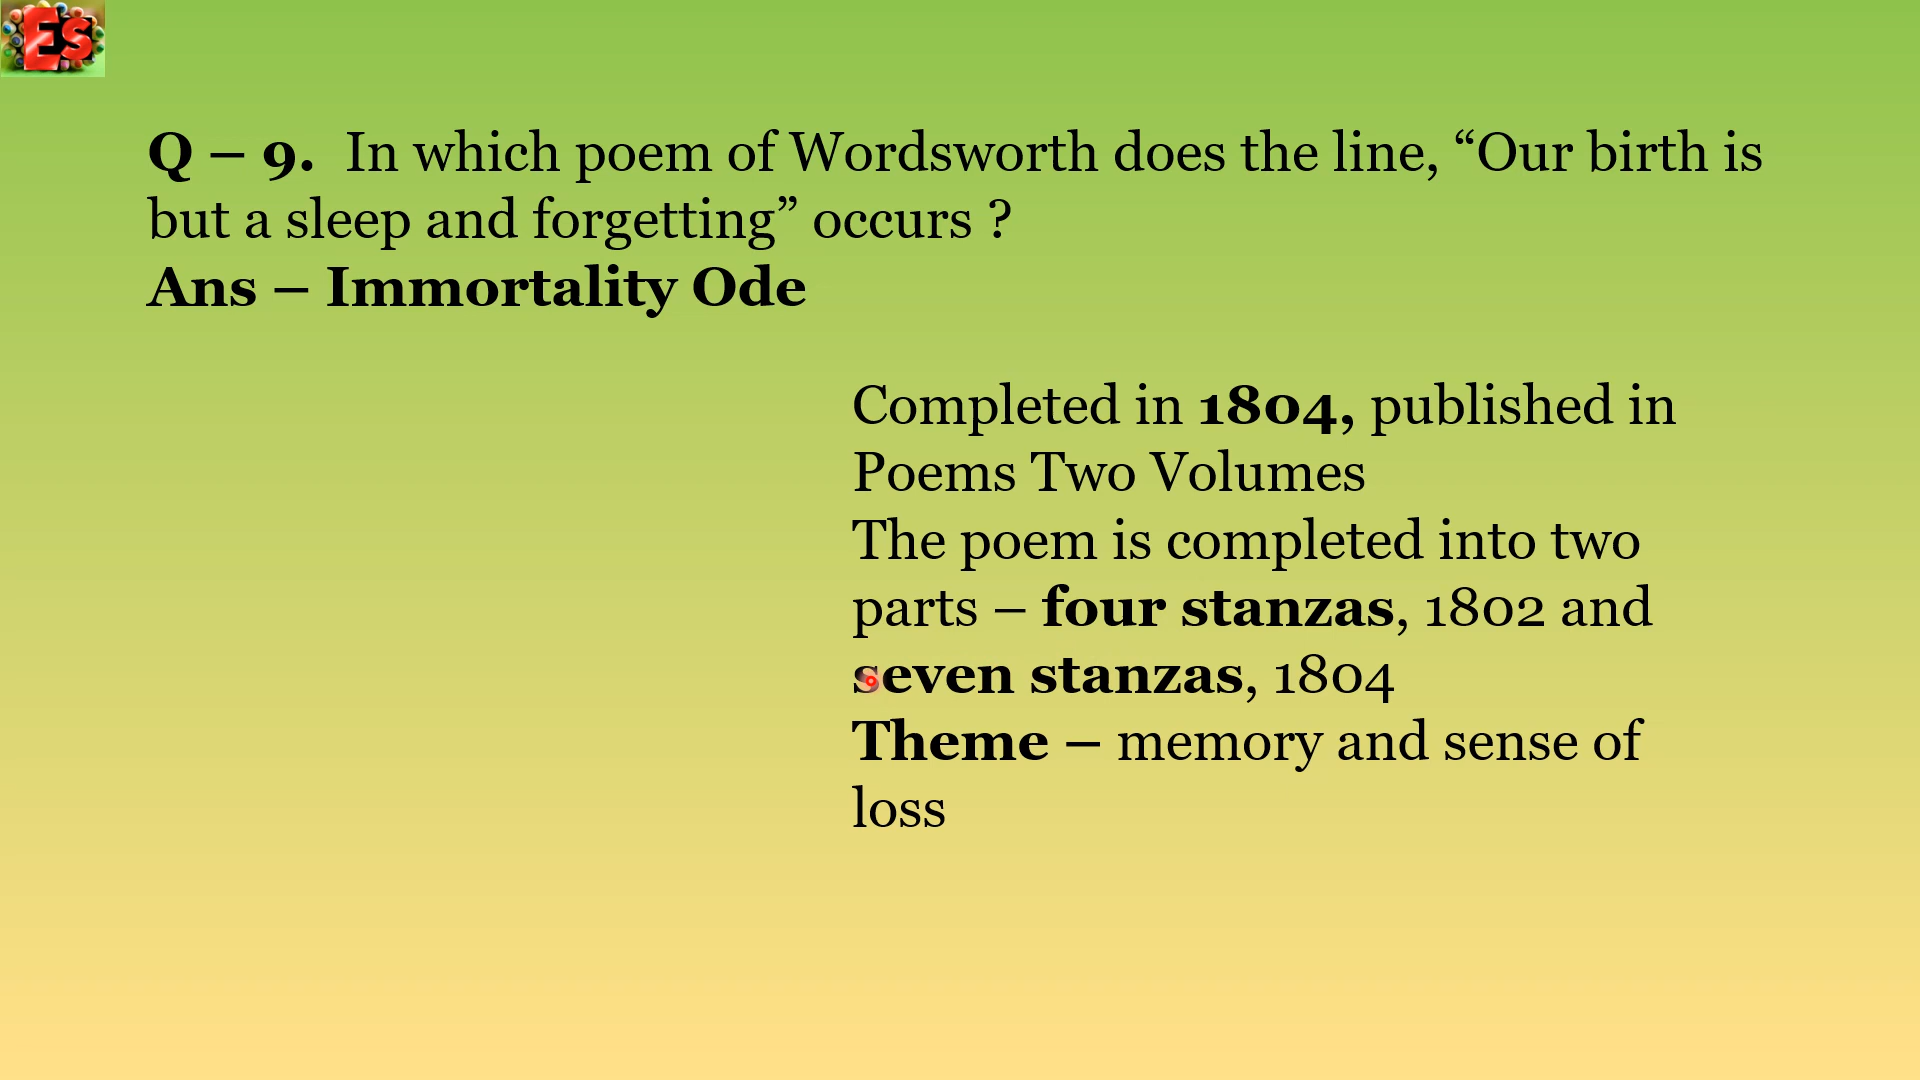 Es
Q – 9. In which poem of Wordsworth does the line, “Our birth is
but a sleep and forgetting” occurs ?
Ans – Immortality Ode
Completed in 1804, published in
Poems Two Volumes
The poem is completed into two
parts – four stanzas, 1802 and
seven stanzas, 1804
Theme – memory and sense of
loss